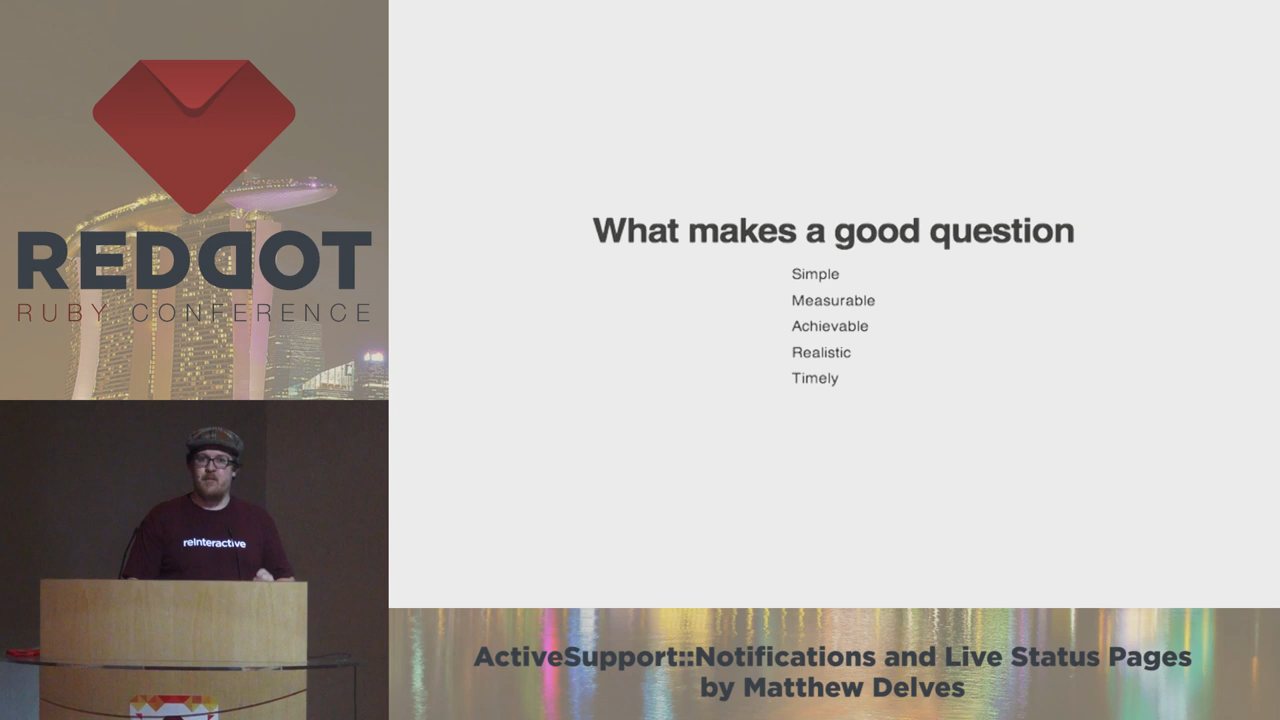 REDDOT
RUBY CONFERENCE
What makes a good question
Simple
Measurable
Achievable
Realistic
Timely
reinteractive
ActiveSupport::Notifications and Live Status Pages
by Matthew Delves